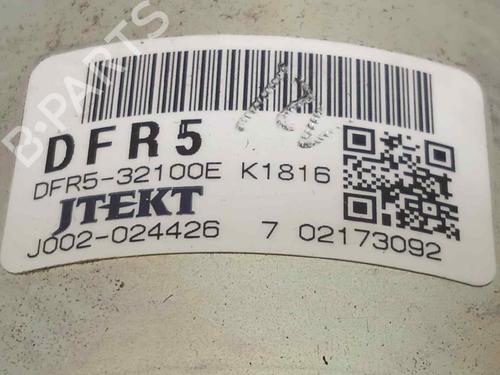 DFR5
DFR5-32100E K1816
JTEKT
J002-024426 7 02173092
B-PARTS